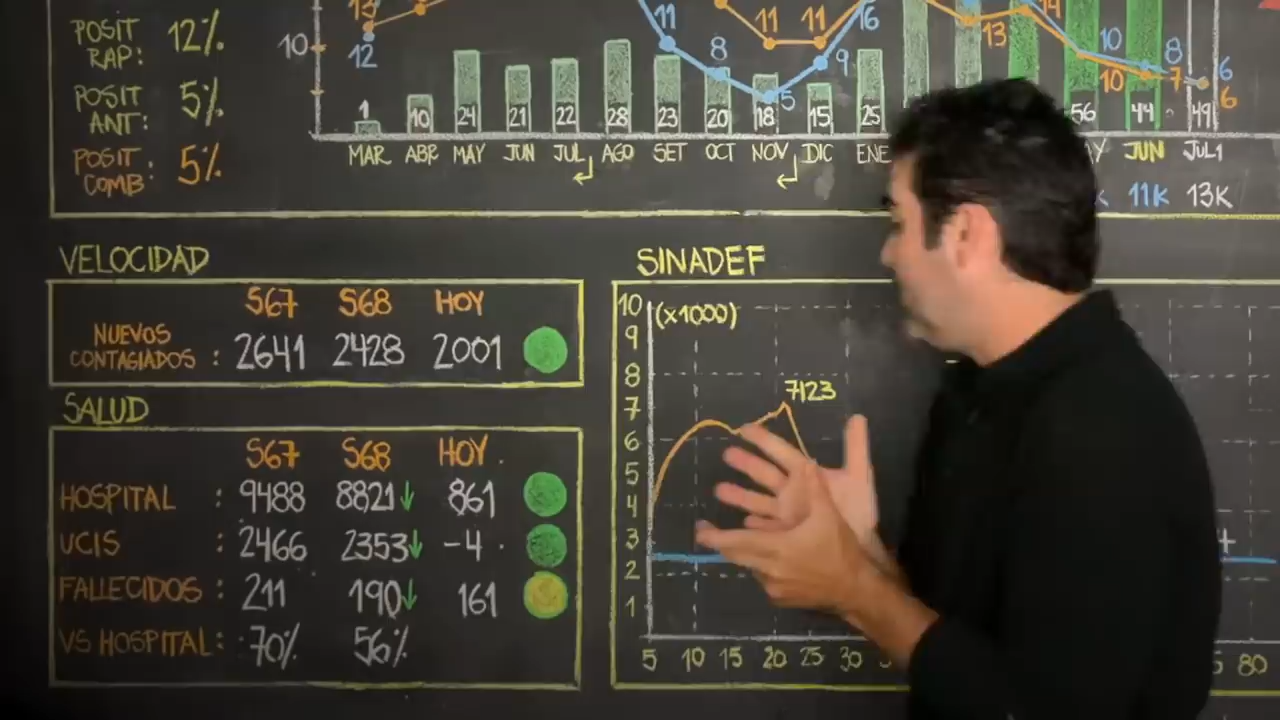 POSIT RAP: 12%
POSIT ANT: 5%
POSIT COMB: 5%
13
12
11
8
11
11
5
9
16
13
14
10
10
8
7
6
6
10
1 10 24 21 22 28 23 20 18 15 25 56 44 49
MAR ABR MAY JUN JUL AGO SET OCT NOV DIC ENE JUN JUL1
11K 13K
VELOCIDAD
S67 S68 HOY
NUEVOS CONTAGIADOS : 2641 2428 2001
SALUD
S67 S68 HOY.
HOSPITAL : 9488 8821↓ 861
UCIS : 2466 2353↓ -4
FALLECIDOS : 211 190↓ 161
VS HOSPITAL: 70% 56%
SINADEF
(x1000)
10
9
8
7
6
5
4
3
2
1
7123
5 10 15 20 25 30 80